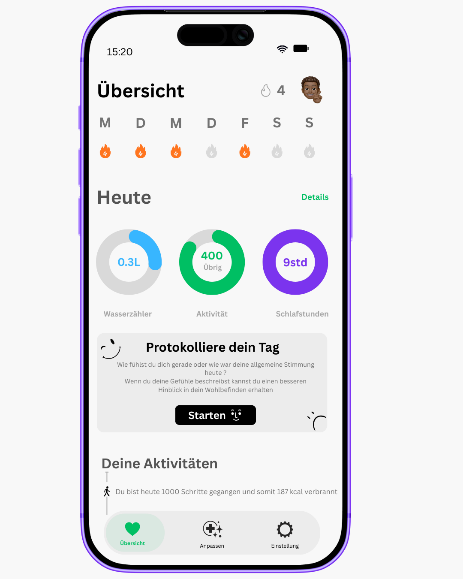 15:20
Übersicht
4
M D M D F S S
Heute
Details
0.3L
400
Übrig
9std
Wasserzähler
Aktivität
Schlafstunden
Protokolliere dein Tag
Wie fühlst du dich gerade oder wie war deine allgemeine Stimmung
heute ?
Wenn du deine Gefühle beschreibst kannst du einen besseren
Hinblick in dein Wohlbefinden erhalten
Starten
Deine Aktivitäten
Du bist heute 1000 Schritte gegangen und somit 187 kcal verbrannt
Übersicht
Anpassen
Einstellung